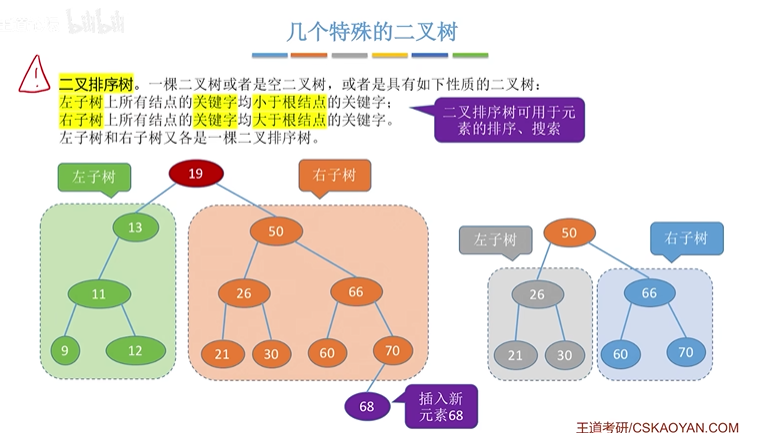 几个特殊的二叉树
二叉排序树。一棵二叉树或者是空二叉树，或者是具有如下性质的二叉树：
左子树上所有结点的关键字均小于根结点的关键字；
右子树上所有结点的关键字均大于根结点的关键字。
左子树和右子树又各是一棵二叉排序树。
二叉排序树可用于元
素的排序、搜索
左子树
19
右子树
13
50
11
26
66
9
12
21
30
60
70
68
插入新
元素68
左子树
50
右子树
26
66
21
30
60
70
王道考研/CSKAOYAN.COM